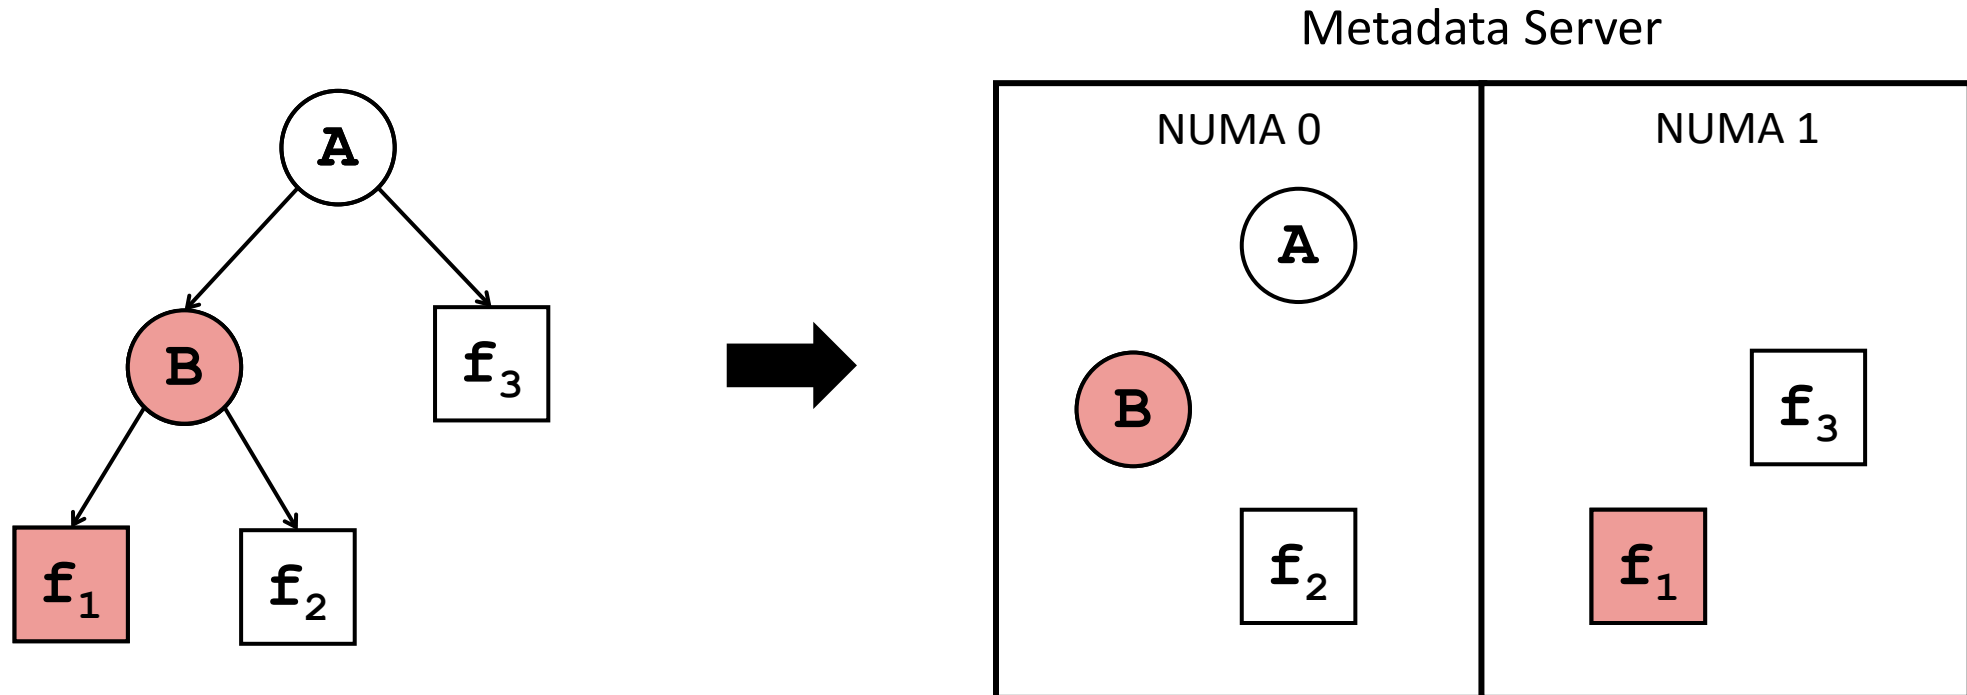 Metadata Server
A
B
f₃
f₁
f₂
NUMA 0
NUMA 1
A
B
f₃
f₂
f₁